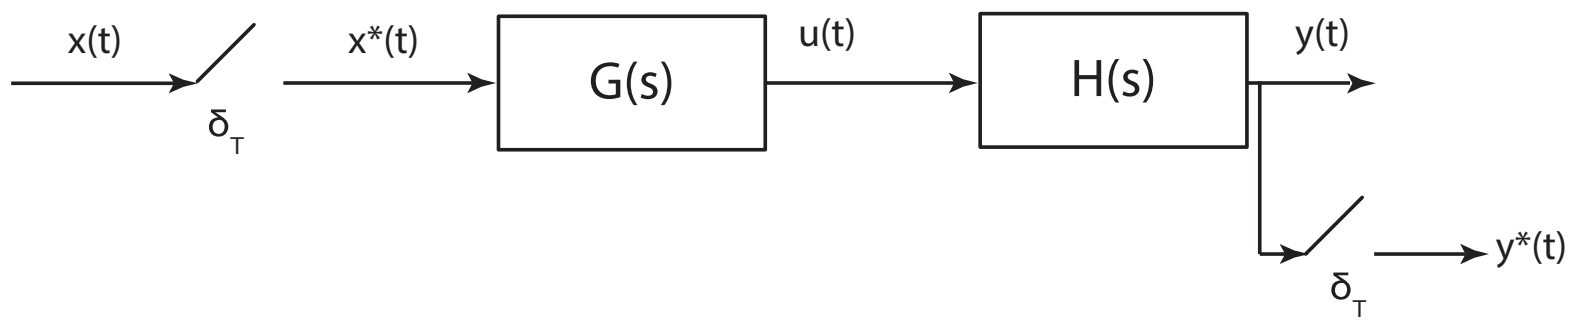 x(t)
δT
x*(t)
G(s)
u(t)
H(s)
y(t)
δT
y*(t)